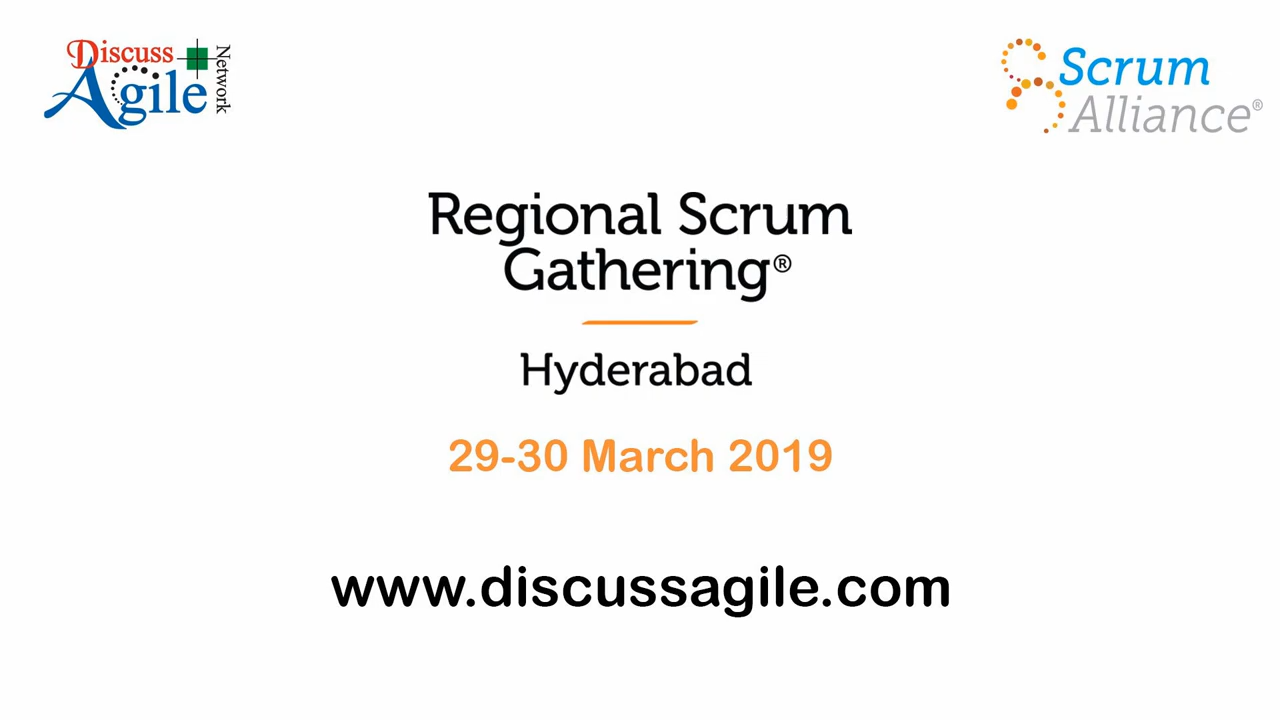 Discuss
Agile
Network
Scrum
Alliance®
Regional Scrum
Gathering®
Hyderabad
29-30 March 2019
www.discussagile.com